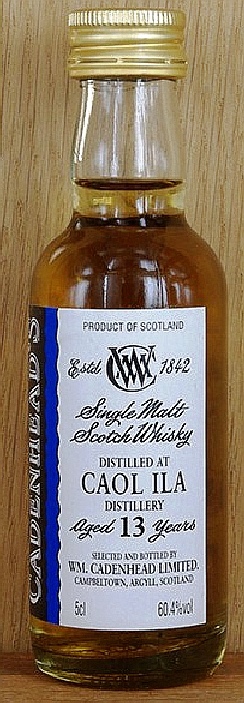 PRODUCT OF SCOTLAND
Estd. WMC 1842
Single Malt
Scotch Whisky
DISTILLED AT
CAOL ILA
DISTILLERY
Aged 13 Years
SELECTED AND BOTTLED BY
WM. CADENHEAD LIMITED.
CAMPBELTOWN, ARGYLL, SCOTLAND
5cl 60.4%vol
CADENHEAD'S